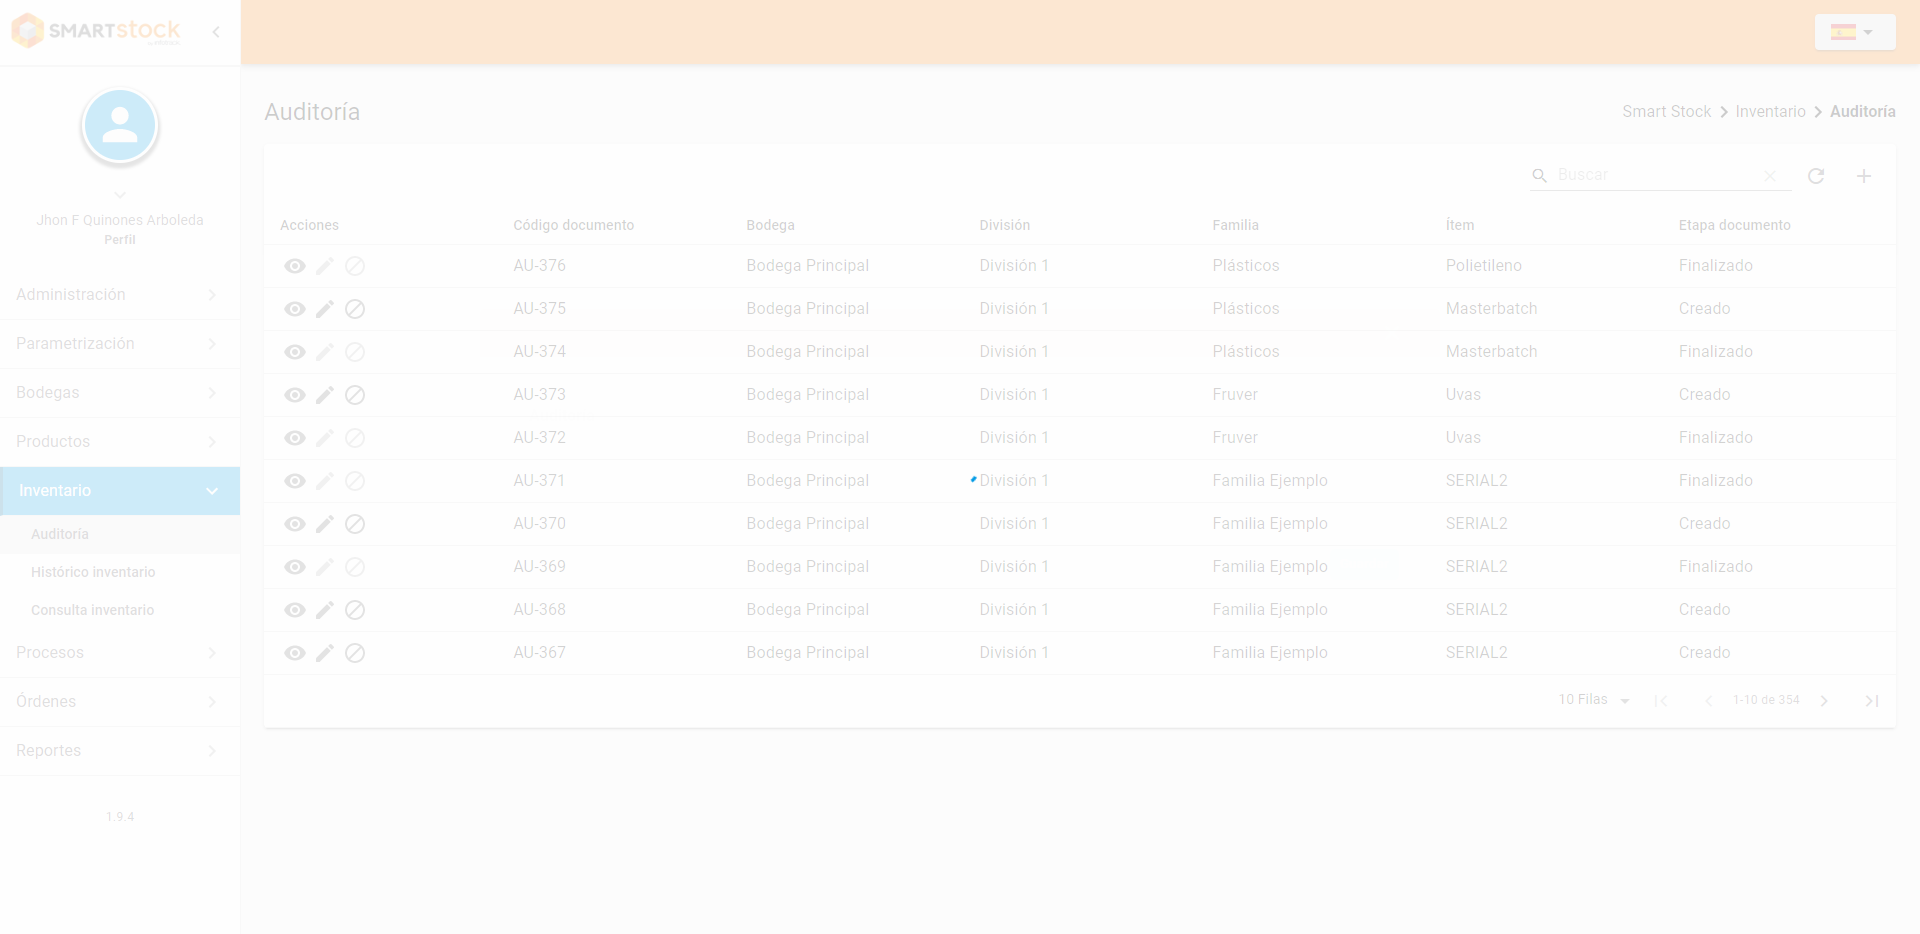 SMARTstock
Jhon F Quinones Arboleda
Perfil
Administración
Parametrización
Bodegas
Productos
Inventario
Auditoría
Histórico inventario
Consulta inventario
Procesos
Órdenes
Reportes
1.9.4
Auditoría
Smart Stock Inventario Auditoría
Buscar
Acciones Código documento Bodega División Familia Ítem Etapa documento
AU-376 Bodega Principal División 1 Plásticos Polietileno Finalizado
AU-375 Bodega Principal División 1 Plásticos Masterbatch Creado
AU-374 Bodega Principal División 1 Plásticos Masterbatch Finalizado
AU-373 Bodega Principal División 1 Fruver Uvas Creado
AU-372 Bodega Principal División 1 Fruver Uvas Finalizado
AU-371 Bodega Principal División 1 Familia Ejemplo SERIAL2 Finalizado
AU-370 Bodega Principal División 1 Familia Ejemplo SERIAL2 Creado
AU-369 Bodega Principal División 1 Familia Ejemplo SERIAL2 Finalizado
AU-368 Bodega Principal División 1 Familia Ejemplo SERIAL2 Creado
AU-367 Bodega Principal División 1 Familia Ejemplo SERIAL2 Creado
10 Filas 1-10 de 354